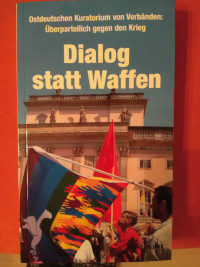 Ostdeutschen Kuratorium von Verbänden:
Überparteilich gegen den Krieg
Dialog
statt Waffen